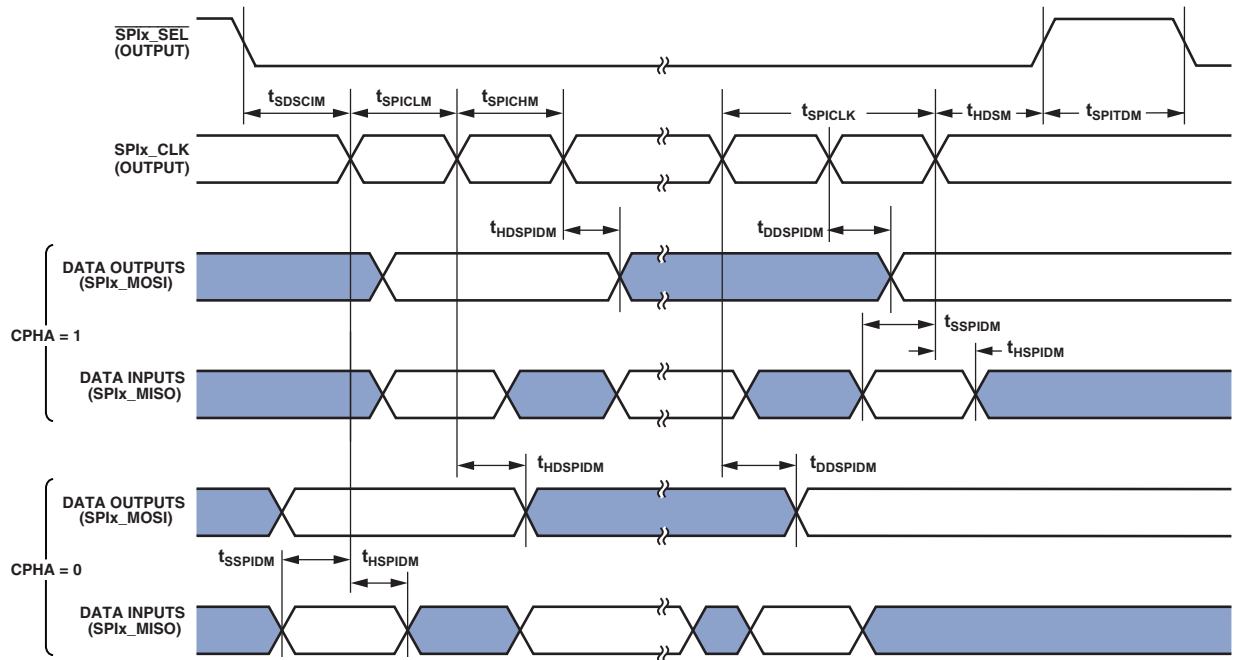 SPIx_SEL
(OUTPUT)
tSDSCIM
tSPICLM
tSPICHM
tSPICLK
tHDSM
tSPITDM
SPIx_CLK
(OUTPUT)
tHDSPIDM
tDDSPIDM
DATA OUTPUTS
(SPIx_MOSI)
CPHA = 1
tSSPIDM
tHSPIDM
DATA INPUTS
(SPIx_MISO)
tHDSPIDM
tDDSPIDM
DATA OUTPUTS
(SPIx_MOSI)
CPHA = 0
tSSPIDM
tHSPIDM
DATA INPUTS
(SPIx_MISO)